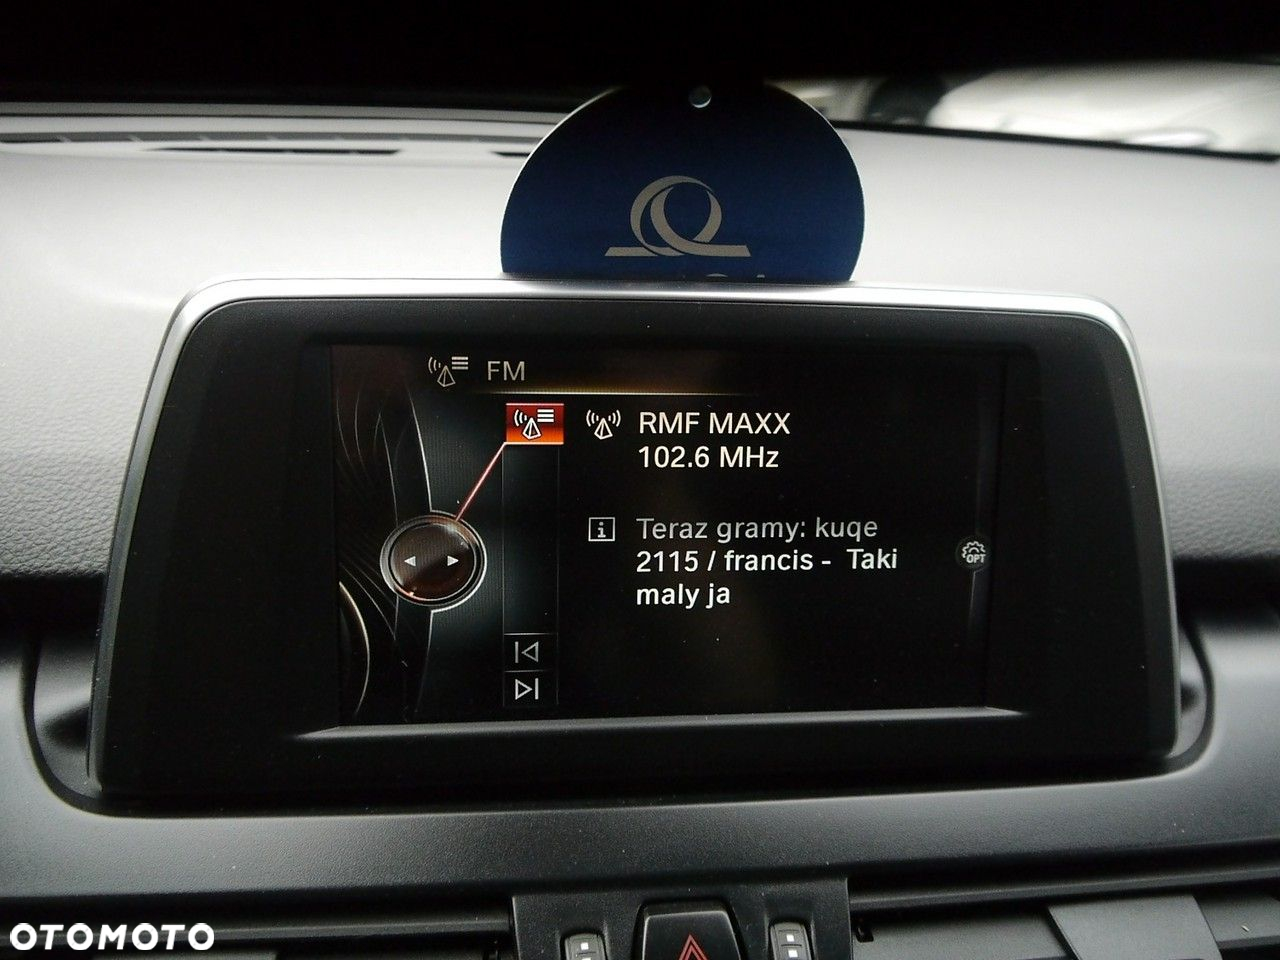 FM
RMF MAXX
102.6 MHz
Teraz gramy: kuqe
2115 / francis - Taki
maly ja
OPT
OTOMOTO